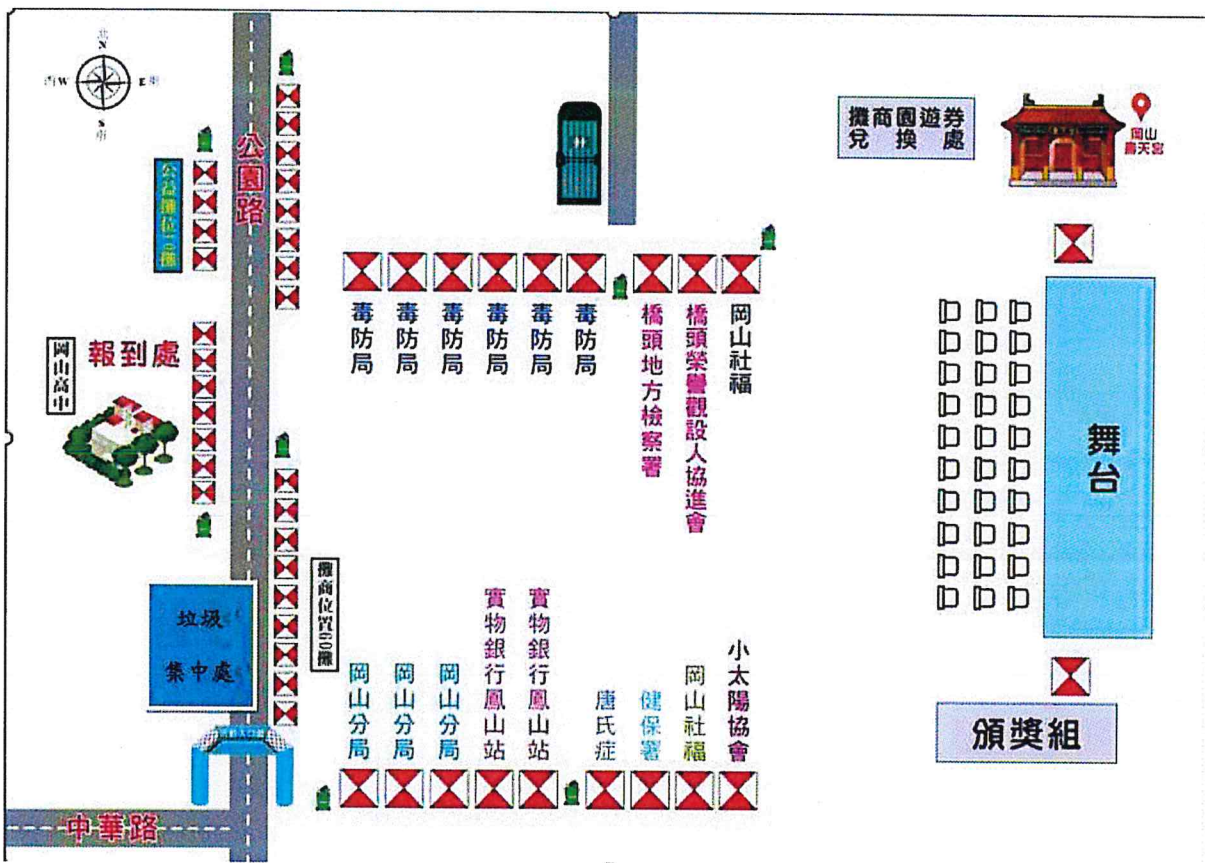 北
N
W
E
S
南
公園路
攤商園遊券
兌換處
岡山
壽天宮
報到處
岡山高中
毒防局
毒防局
毒防局
毒防局
毒防局
毒防局
橋頭地方檢察署
橋頭榮譽觀設人協進會
岡山社福
舞台
攤商位置60攤
垃圾
集中處
岡山分局
岡山分局
岡山分局
實物銀行鳳山站
實物銀行鳳山站
唐氏症
健保署
岡山社福
小太陽協會
頒獎組
中華路